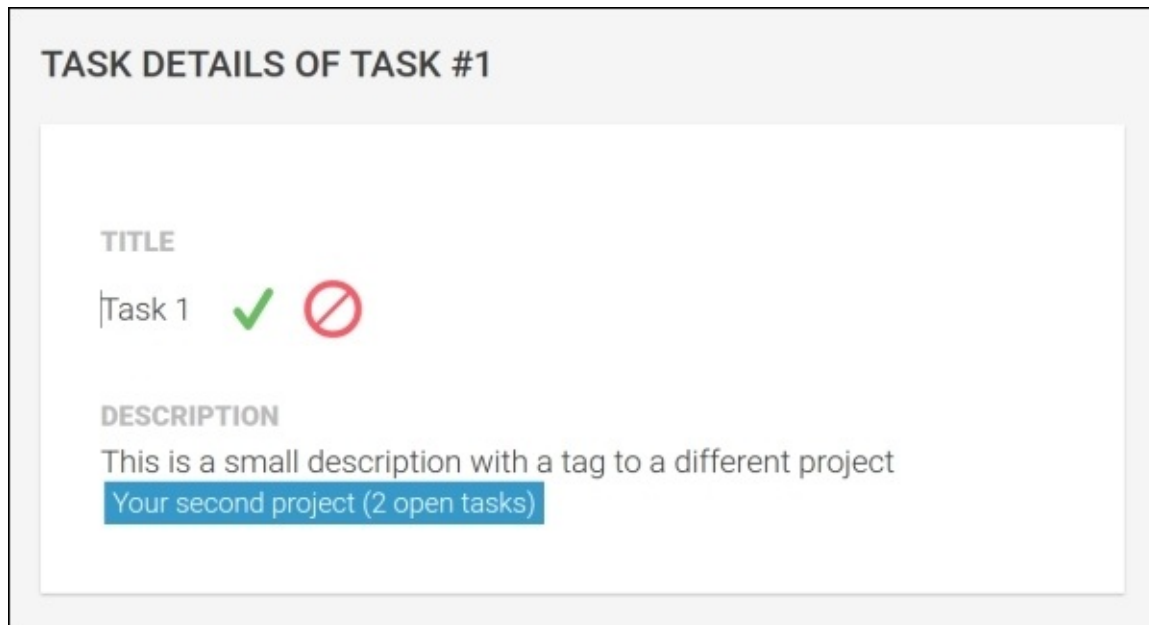 TASK DETAILS OF TASK #1
TITLE
Task 1
DESCRIPTION
This is a small description with a tag to a different project
Your second project (2 open tasks)